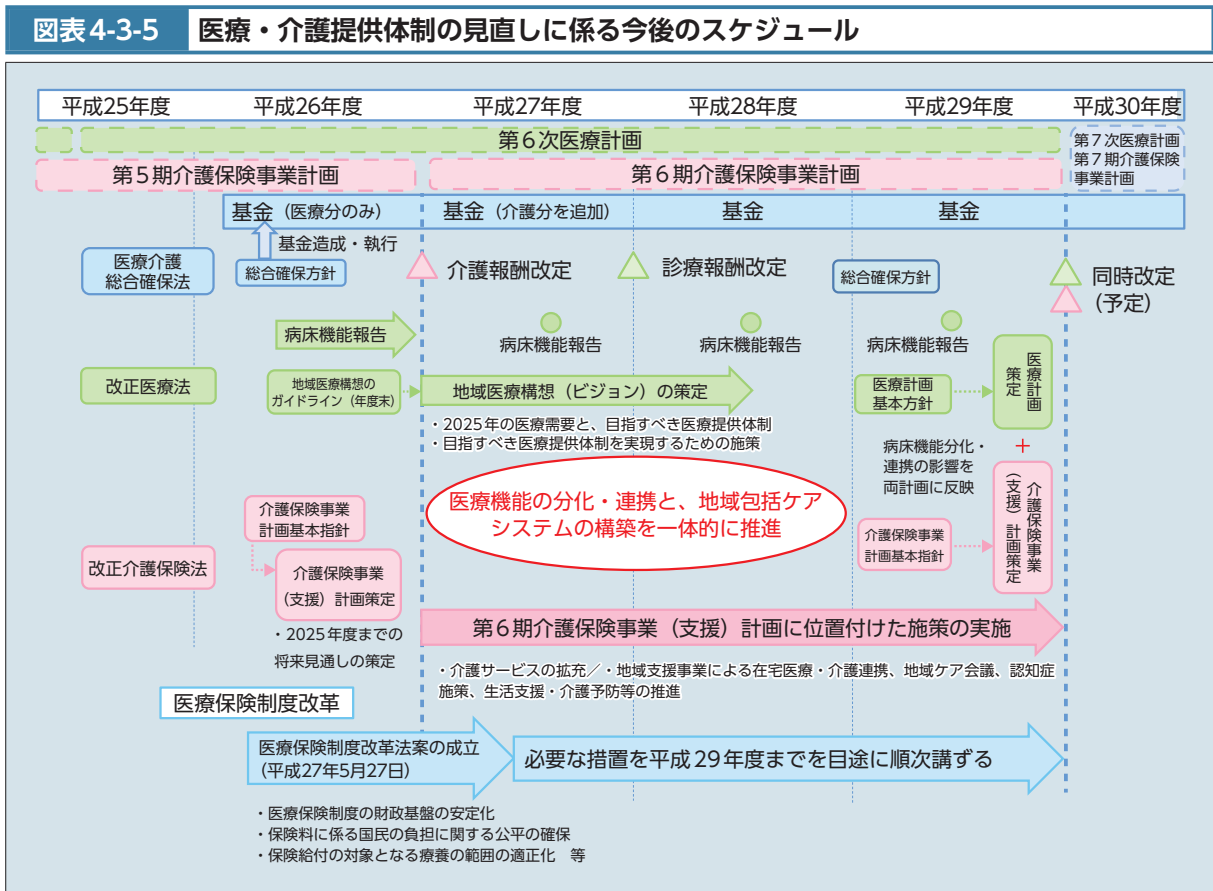 図表4-3-5 医療・介護提供体制の見直しに係る今後のスケジュール
平成25年度 平成26年度 平成27年度 平成28年度 平成29年度 平成30年度
第６次医療計画
第７次医療計画
第７期介護保険
事業計画
第５期介護保険事業計画
第６期介護保険事業計画
基金（医療分のみ）
基金（介護分を追加）
基金
基金
基金造成・執行
医療介護
総合確保法
総合確保方針
介護報酬改定
診療報酬改定
総合確保方針
同時改定
（予定）
病床機能報告
病床機能報告
病床機能報告
病床機能報告
改正医療法
地域医療構想の
ガイドライン（年度末）
地域医療構想（ビジョン）の策定
・2025年の医療需要と、目指すべき医療提供体制
・目指すべき医療提供体制を実現するための施策
医療計画
基本方針
医療計画
策定
病床機能分化・
連携の影響を
両計画に反映
＋
医療機能の分化・連携と、地域包括ケア
システムの構築を一体的に推進
介護保険事業
計画基本指針
介護保険事業
計画基本指針
介護保険事業
（支援）計画策定
改正介護保険法
介護保険事業
（支援）計画策定
・2025年度までの
将来見通しの策定
第６期介護保険事業（支援）計画に位置付けた施策の実施
・介護サービスの拡充／・地域支援事業による在宅医療・介護連携、地域ケア会議、認知症
施策、生活支援・介護予防等の推進
医療保険制度改革
医療保険制度改革法案の成立
(平成27年5月27日)
必要な措置を平成29年度までを目途に順次講ずる
・医療保険制度の財政基盤の安定化
・保険料に係る国民の負担に関する公平の確保
・保険給付の対象となる療養の範囲の適正化　等